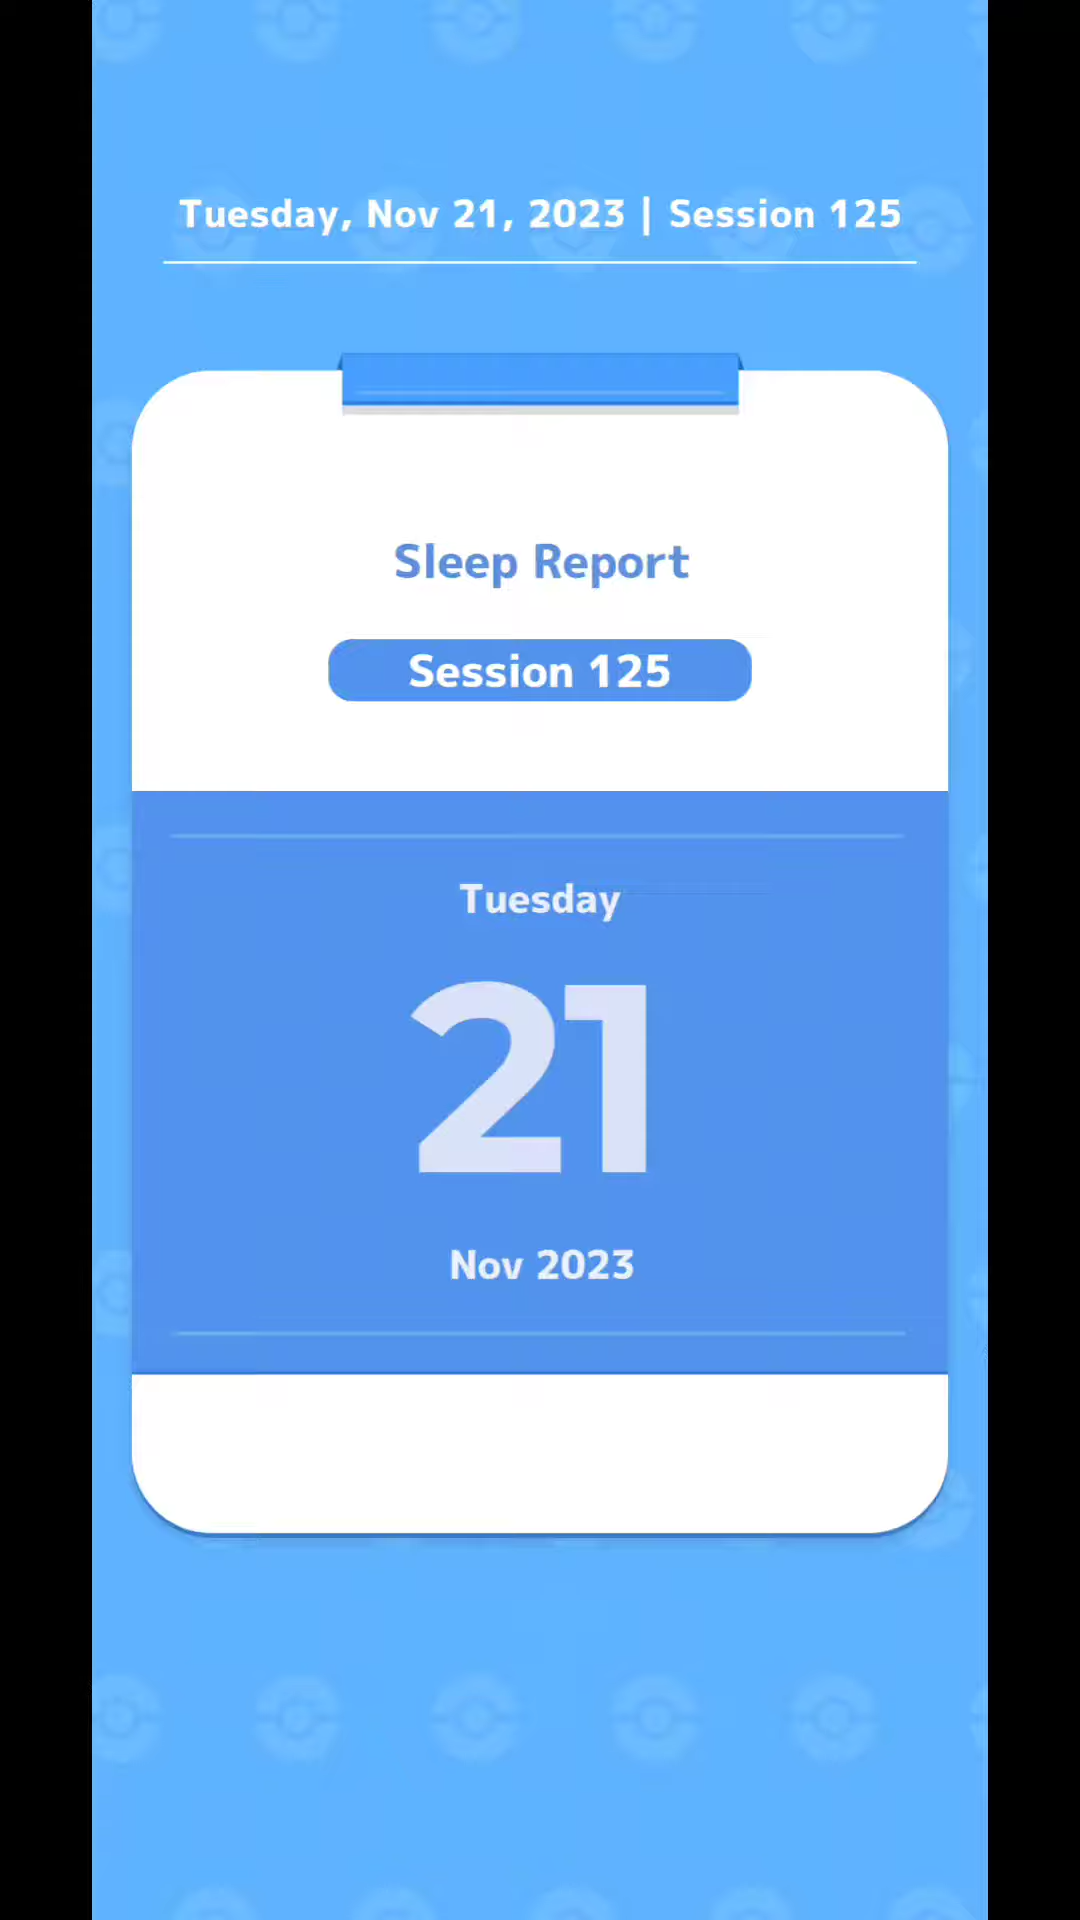 Tuesday, Nov 21, 2023 | Session 125
Sleep Report
Session 125
Tuesday
21
Nov 2023